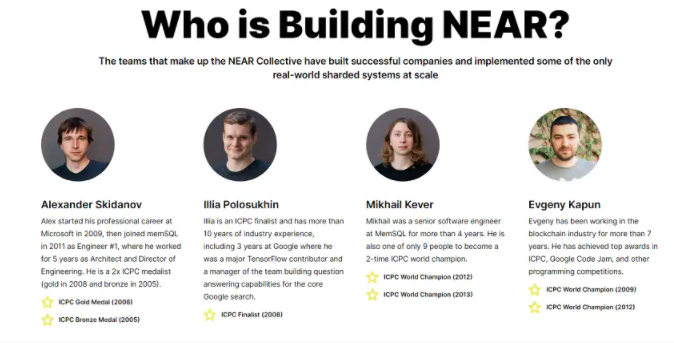 Who is Building NEAR?
The teams that make up the NEAR Collective have built successful companies and implemented some of the only
real-world sharded systems at scale
Alexander Skidanov
Alex started his professional career at
Microsoft in 2009, then joined memSQL
in 2011 as Engineer #1, where he worked
for 5 years as Architect and Director of
Engineering. He is a 2x ICPC medalist
(gold in 2008 and bronze in 2005).
ICPC Gold Medal (2008)
ICPC Bronze Medal (2005)
Illia Polosukhin
Illia is an ICPC finalist and has more than
10 years of industry experience,
including 3 years at Google where he
was a major TensorFlow contributor and
a manager of the team building question
answering capabilities for the core
Google search.
ICPC Finalist (2008)
Mikhail Kever
Mikhail was a senior software engineer
at MemSQL for more than 4 years. He is
also one of only 9 people to become a
2-time ICPC world champion.
ICPC World Champion (2012)
ICPC World Champion (2013)
Evgeny Kapun
Evgeny has been working in the
blockchain industry for more than 7
years. He has achieved top awards in
ICPC, Google Code Jam, and other
programming competitions.
ICPC World Champion (2009)
ICPC World Champion (2012)